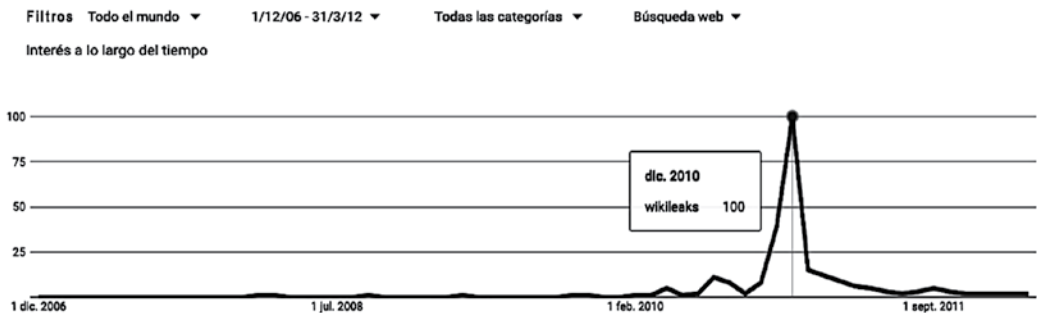 Filtros Todo el mundo 1/12/06 - 31/3/12 Todas las categorías Búsqueda web
Interés a lo largo del tiempo
100
75
dic. 2010
50
wikileaks 100
25
1 dic. 2006 1 jul. 2008 1 feb. 2010 1 sept. 2011